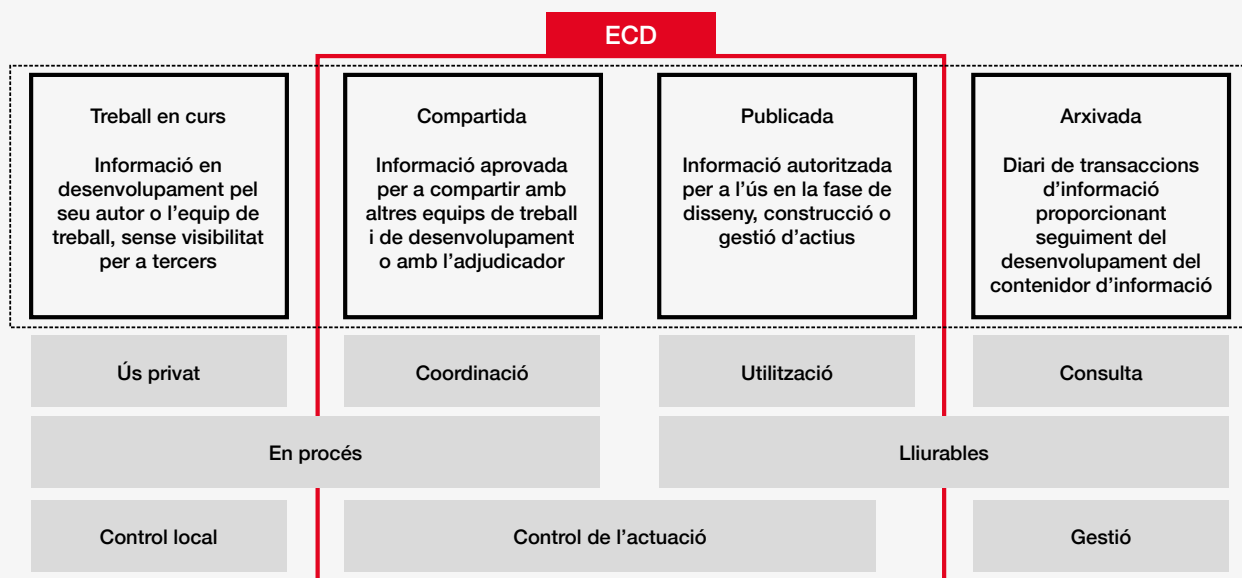 ECD
Treball en curs
Informació en
desenvolupament pel
seu autor o l’equip de
treball, sense visibilitat
per a tercers
Compartida
Informació aprovada
per a compartir amb
altres equips de treball
i de desenvolupament
o amb l’adjudicador
Publicada
Informació autoritzada
per a l’ús en la fase de
disseny, construcció o
gestió d’actius
Arxivada
Diari de transaccions
d’informació
proporcionant
seguiment del
desenvolupament del
contenidor d’informació
Ús privat
Coordinació
Utilització
Consulta
En procés
Lliurables
Control local
Control de l’actuació
Gestió